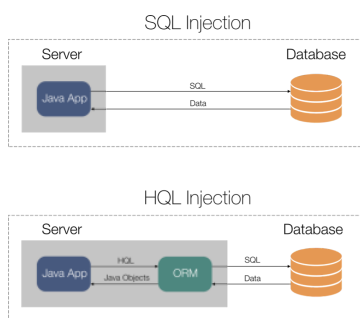 SQL Injection
Server
Database
Java App
SQL
Data
HQL Injection
Server
Database
Java App
HQL
Java Objects
ORM
SQL
Data